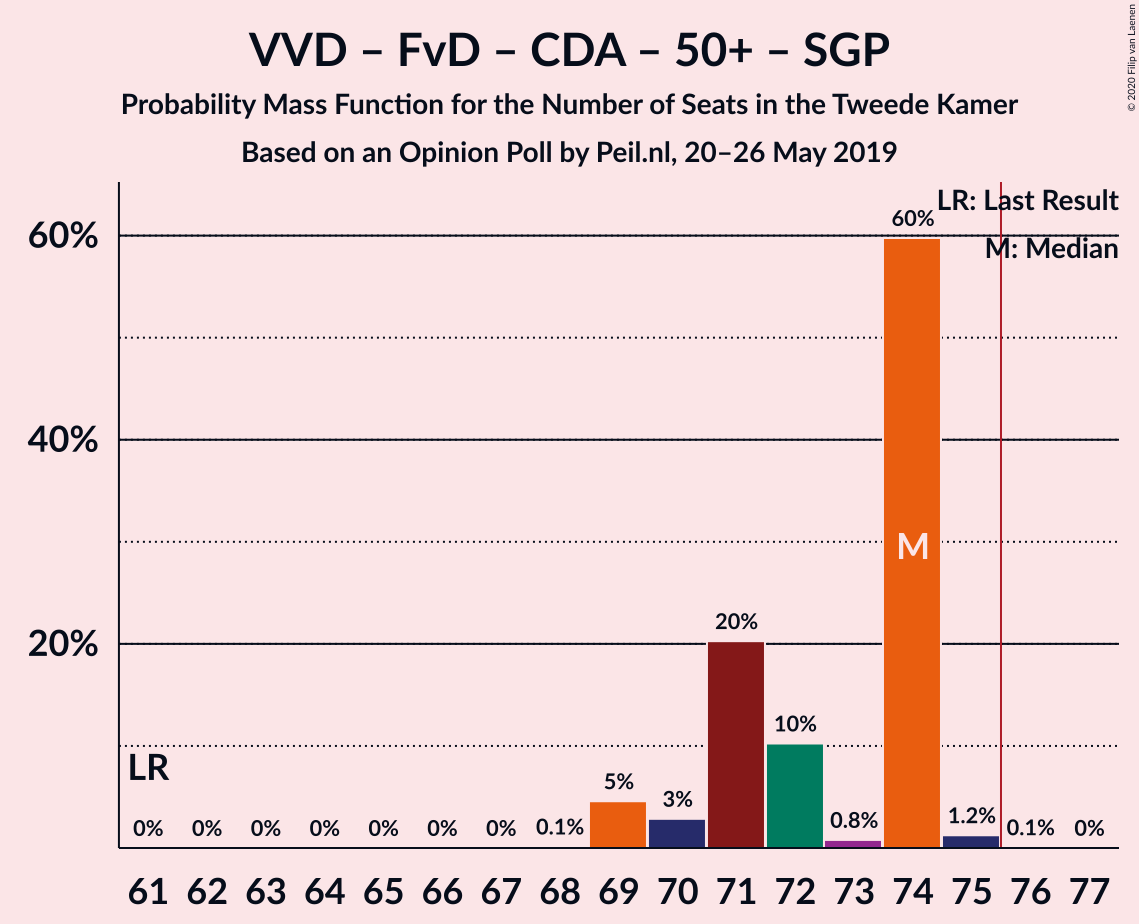 VVD – FvD – CDA – 50+ – SGP
Probability Mass Function for the Number of Seats in the Tweede Kamer
Based on an Opinion Poll by Peil.nl, 20–26 May 2019
© 2020 Filip van Laenen
LR: Last Result
M: Median
60%
40%
20%
LR
M
0% 0% 0% 0% 0% 0% 0% 0.1% 5% 3% 20% 10% 0.8% 60% 1.2% 0.1% 0%
61 62 63 64 65 66 67 68 69 70 71 72 73 74 75 76 77